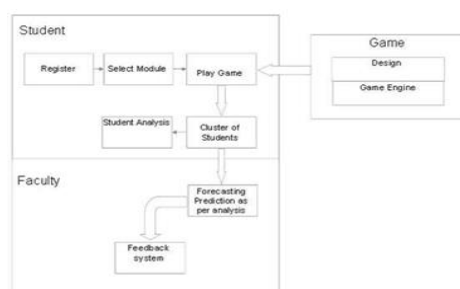 Student
Game
Register
Select Module
Play Game
Design
Game Engine
Student Analysis
Cluster of
Students
Faculty
Forecasting
Prediction as
per analysis
Feedback
system